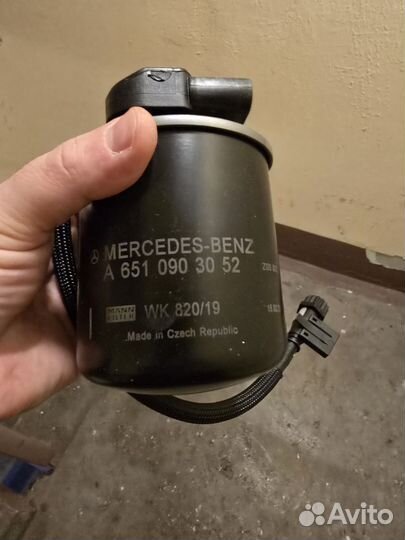 MERCEDES-BENZ
A 651 090 30 52
MANN FILTER WK 820/19
Made in Czech Republic
Avito